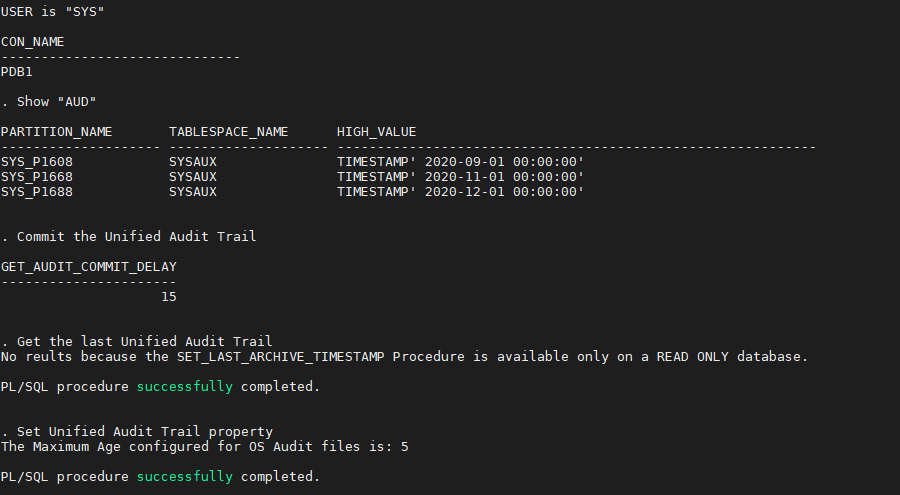 USER is "SYS"
CON_NAME
------------------------------
PDB1
. Show "AUD"
PARTITION_NAME       TABLESPACE_NAME      HIGH_VALUE
-------------------- -------------------- ------------------------------------------------------------
SYS_P1608            SYSAUX               TIMESTAMP' 2020-09-01 00:00:00'
SYS_P1668            SYSAUX               TIMESTAMP' 2020-11-01 00:00:00'
SYS_P1688            SYSAUX               TIMESTAMP' 2020-12-01 00:00:00'
. Commit the Unified Audit Trail
GET_AUDIT_COMMIT_DELAY
----------------------
                    15
. Get the last Unified Audit Trail
No reults because the SET_LAST_ARCHIVE_TIMESTAMP Procedure is available only on a READ ONLY database.
PL/SQL procedure successfully completed.
. Set Unified Audit Trail property
The Maximum Age configured for OS Audit files is: 5
PL/SQL procedure successfully completed.